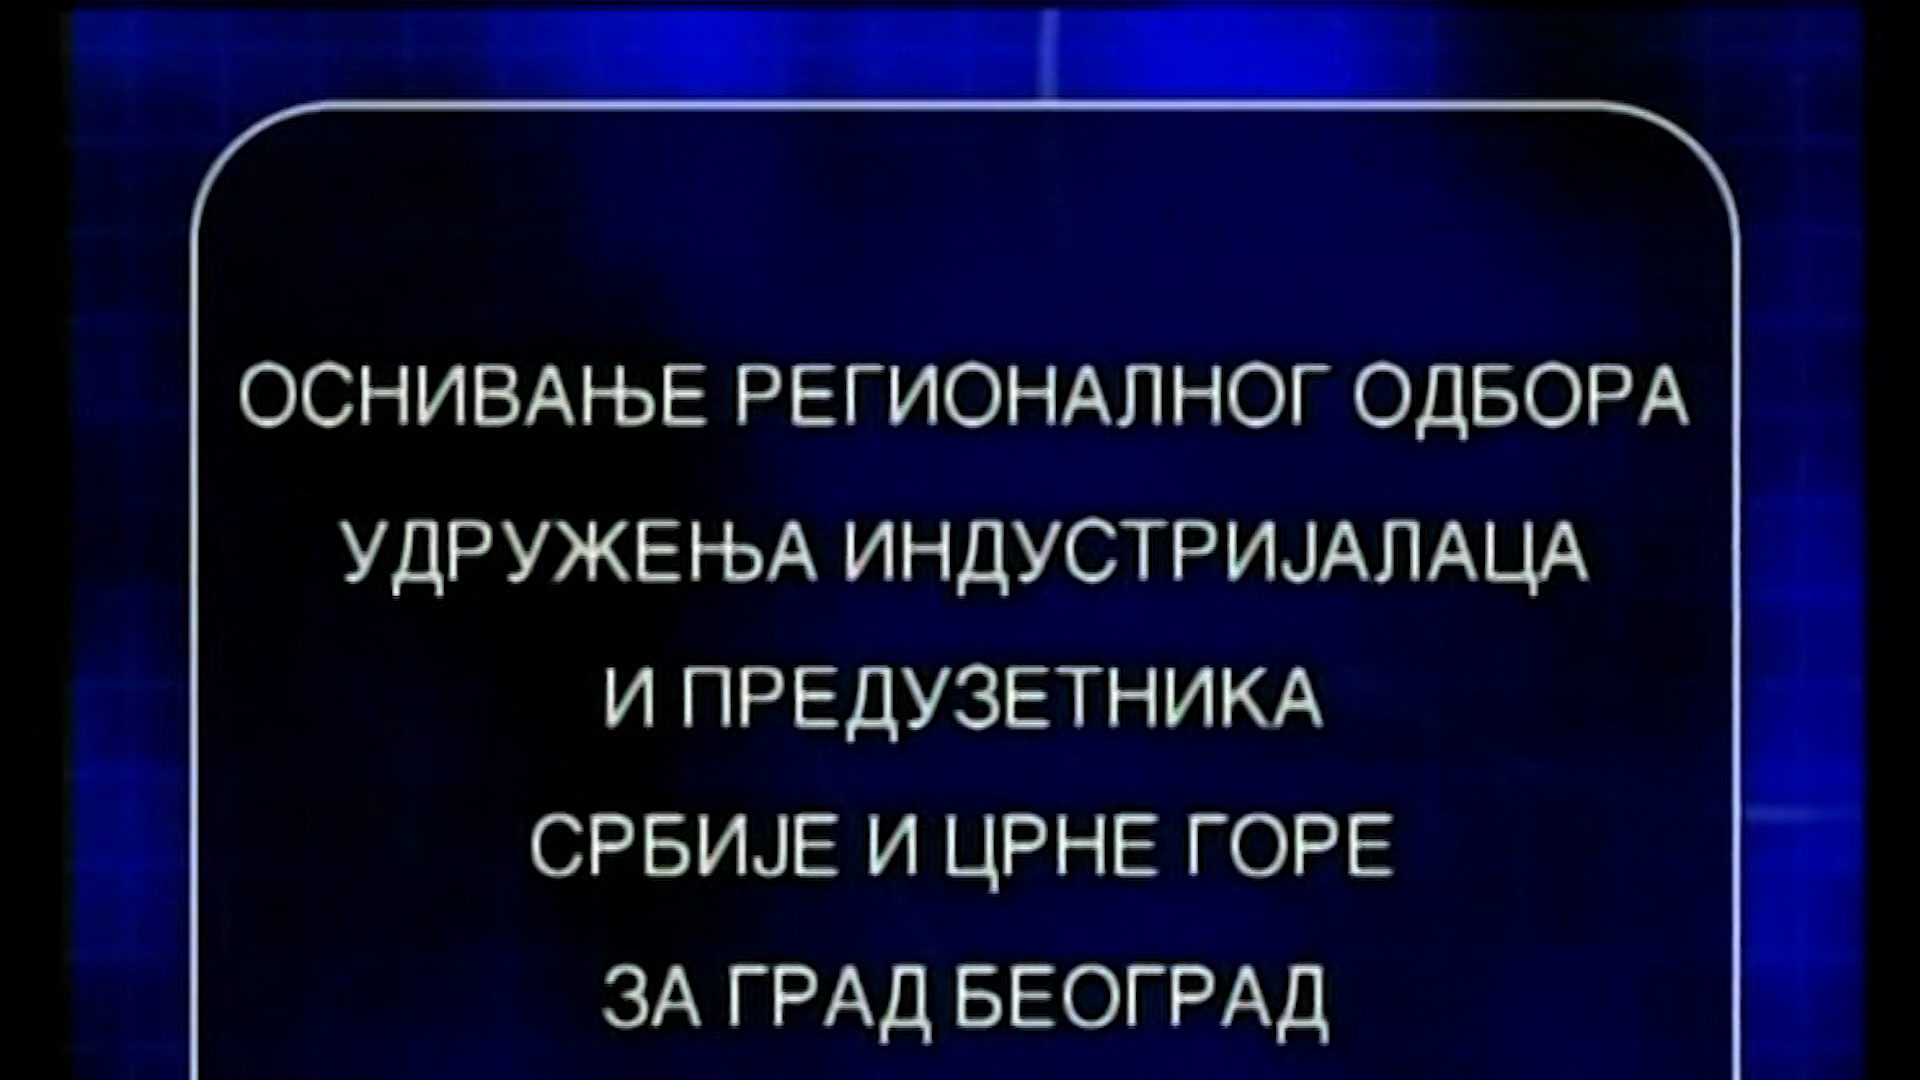 ОСНИВАЊЕ РЕГИОНАЛНОГ ОДБОРА
УДРУЖЕЊА ИНДУСТРИЈАЛАЦА
И ПРЕДУЗЕТНИКА
СРБИЈЕ И ЦРНЕ ГОРЕ
ЗА ГРАД БЕОГРАД